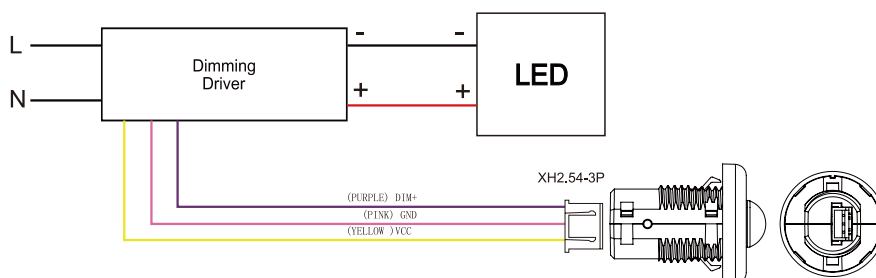 L
N
Dimming
Driver
-
-
+
+
LED
XH2.54-3P
(PURPLE) DIM+
(PINK) GND
(YELLOW )VCC